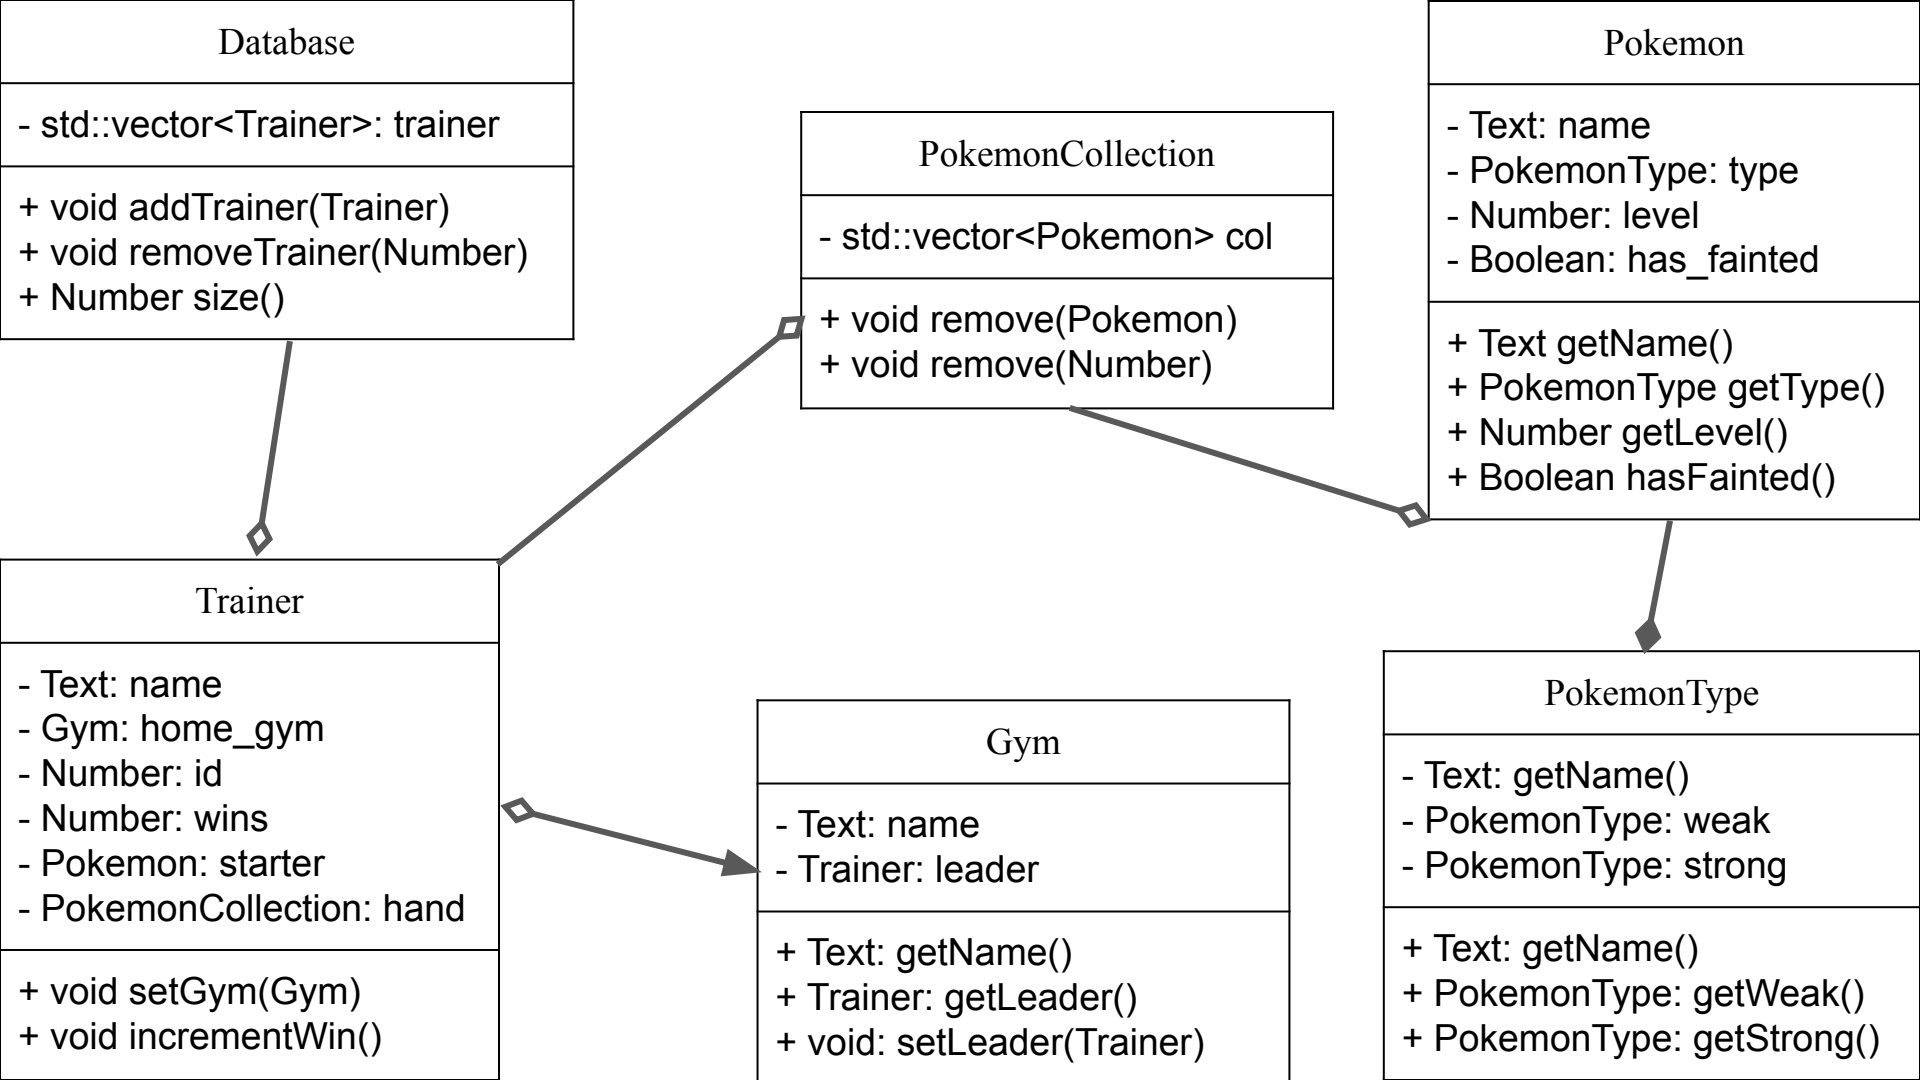 Database
- std::vector<Trainer>: trainer
+ void addTrainer(Trainer)
+ void removeTrainer(Number)
+ Number size()
PokemonCollection
- std::vector<Pokemon> col
+ void remove(Pokemon)
+ void remove(Number)
Pokemon
- Text: name
- PokemonType: type
- Number: level
- Boolean: has_fainted
+ Text getName()
+ PokemonType getType()
+ Number getLevel()
+ Boolean hasFainted()
Trainer
- Text: name
- Gym: home_gym
- Number: id
- Number: wins
- Pokemon: starter
- PokemonCollection: hand
+ void setGym(Gym)
+ void incrementWin()
Gym
- Text: name
- Trainer: leader
+ Text: getName()
+ Trainer: getLeader()
+ void: setLeader(Trainer)
PokemonType
- Text: getName()
- PokemonType: weak
- PokemonType: strong
+ Text: getName()
+ PokemonType: getWeak()
+ PokemonType: getStrong()